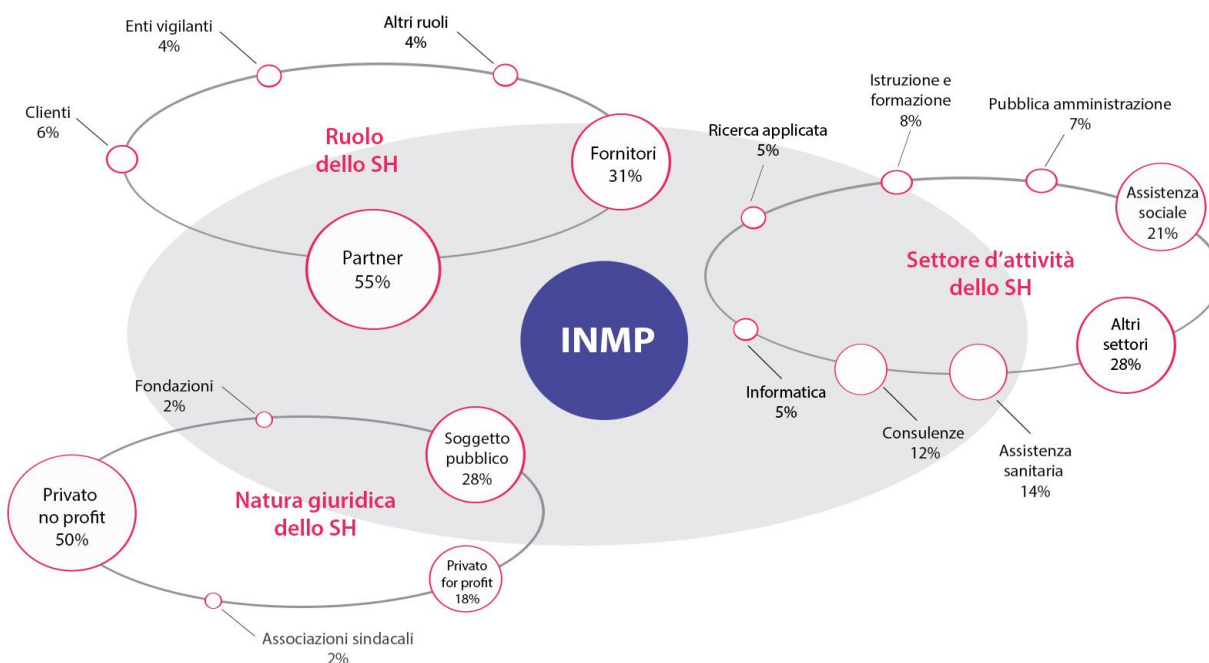 Enti vigilanti
4%
Altri ruoli
4%
Clienti
6%
Ruolo
dello SH
Fornitori
31%
Partner
55%
Istruzione e
formazione
8%
Pubblica amministrazione
7%
Ricerca applicata
5%
Assistenza
sociale
21%
Settore d'attività
dello SH
Altri
settori
28%
Informatica
5%
Consulenze
12%
Assistenza
sanitaria
14%
INMP
Fondazioni
2%
Soggetto
pubblico
28%
Privato
no profit
50%
Natura giuridica
dello SH
Privato
for profit
18%
Associazioni sindacali
2%